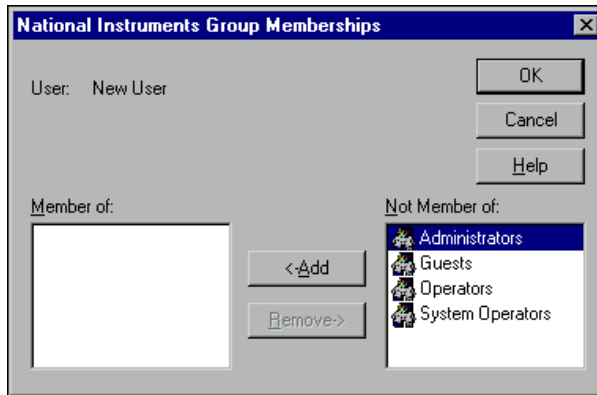 National Instruments Group Memberships
User: New User
OK
Cancel
Help
Member of:
Not Member of:
<-Add
Remove->
Administrators
Guests
Operators
System Operators